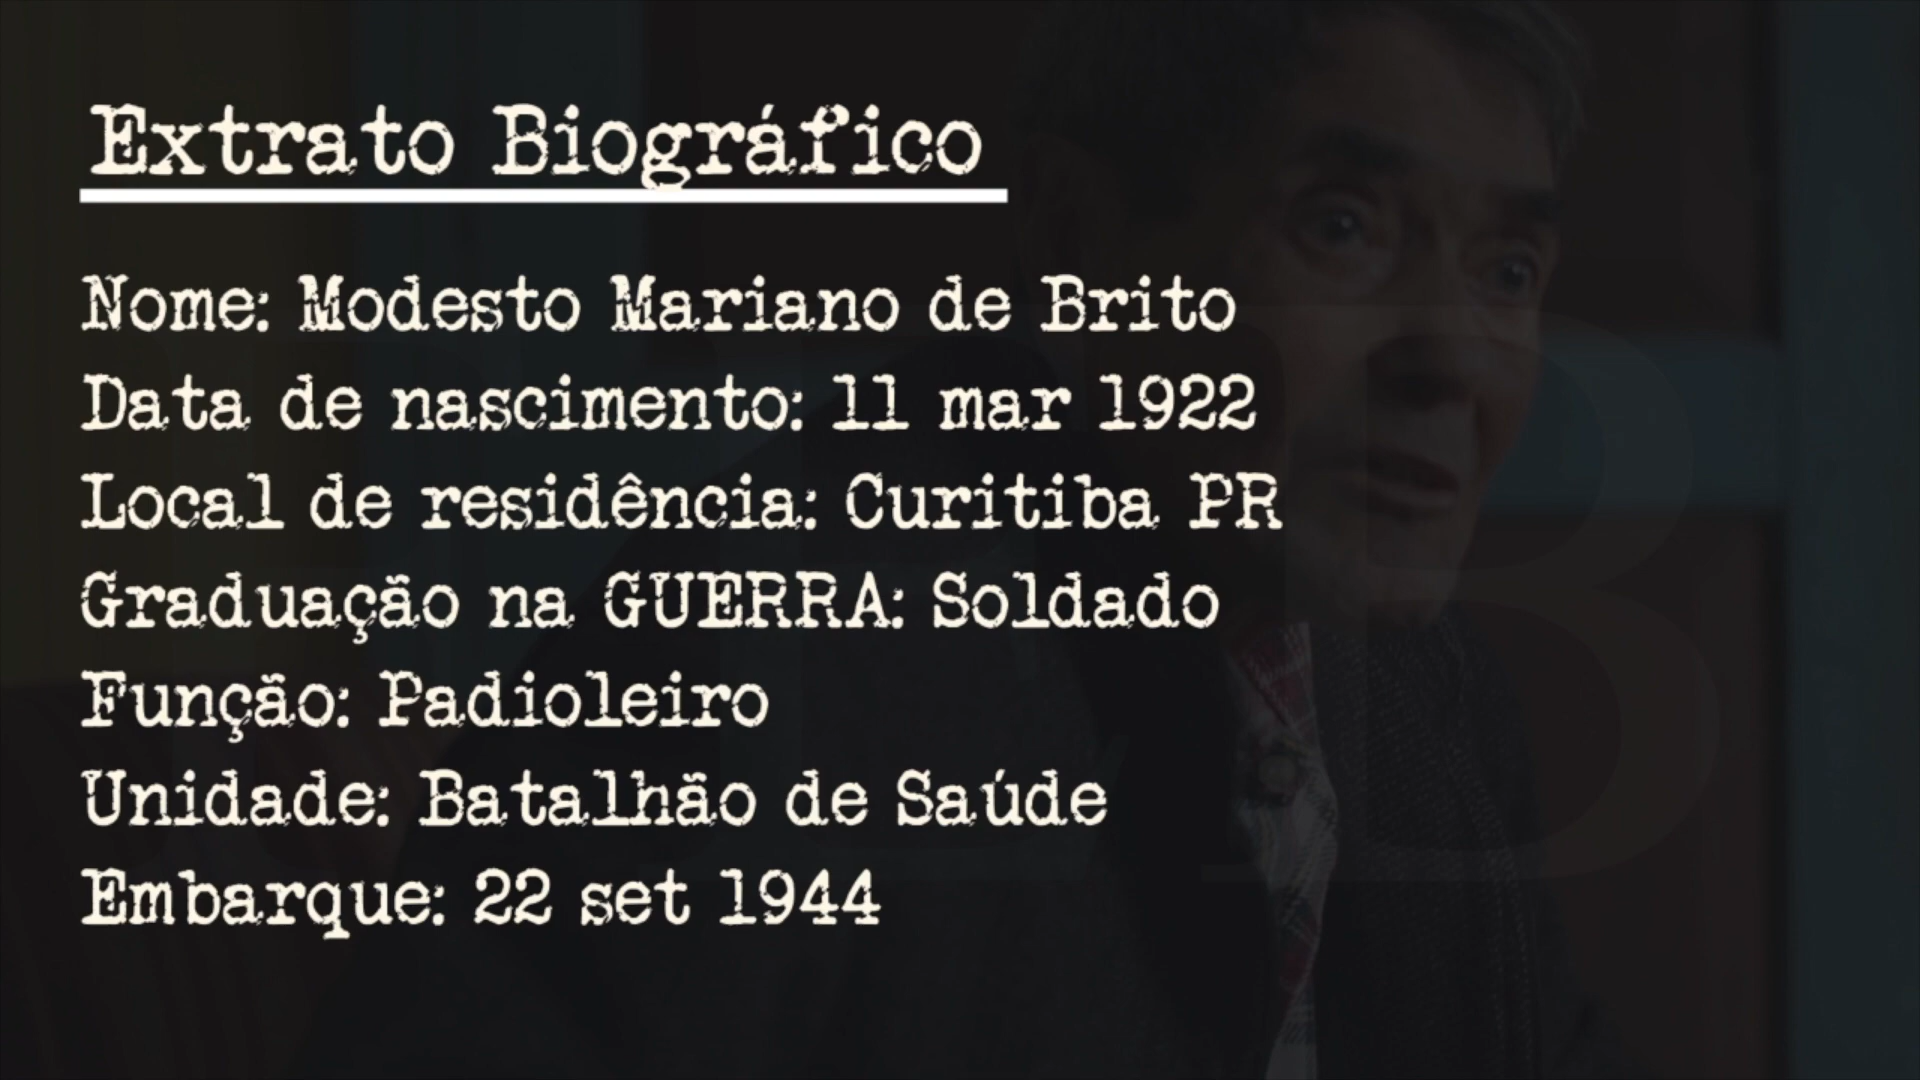 Extrato Biográfico
Nome: Modesto Mariano de Brito
Data de nascimento: 11 mar 1922
Local de residência: Curitiba PR
Graduação na GUERRA: Soldado
Função: Padioleiro
Unidade: Batalhão de Saúde
Embarque: 22 set 1944